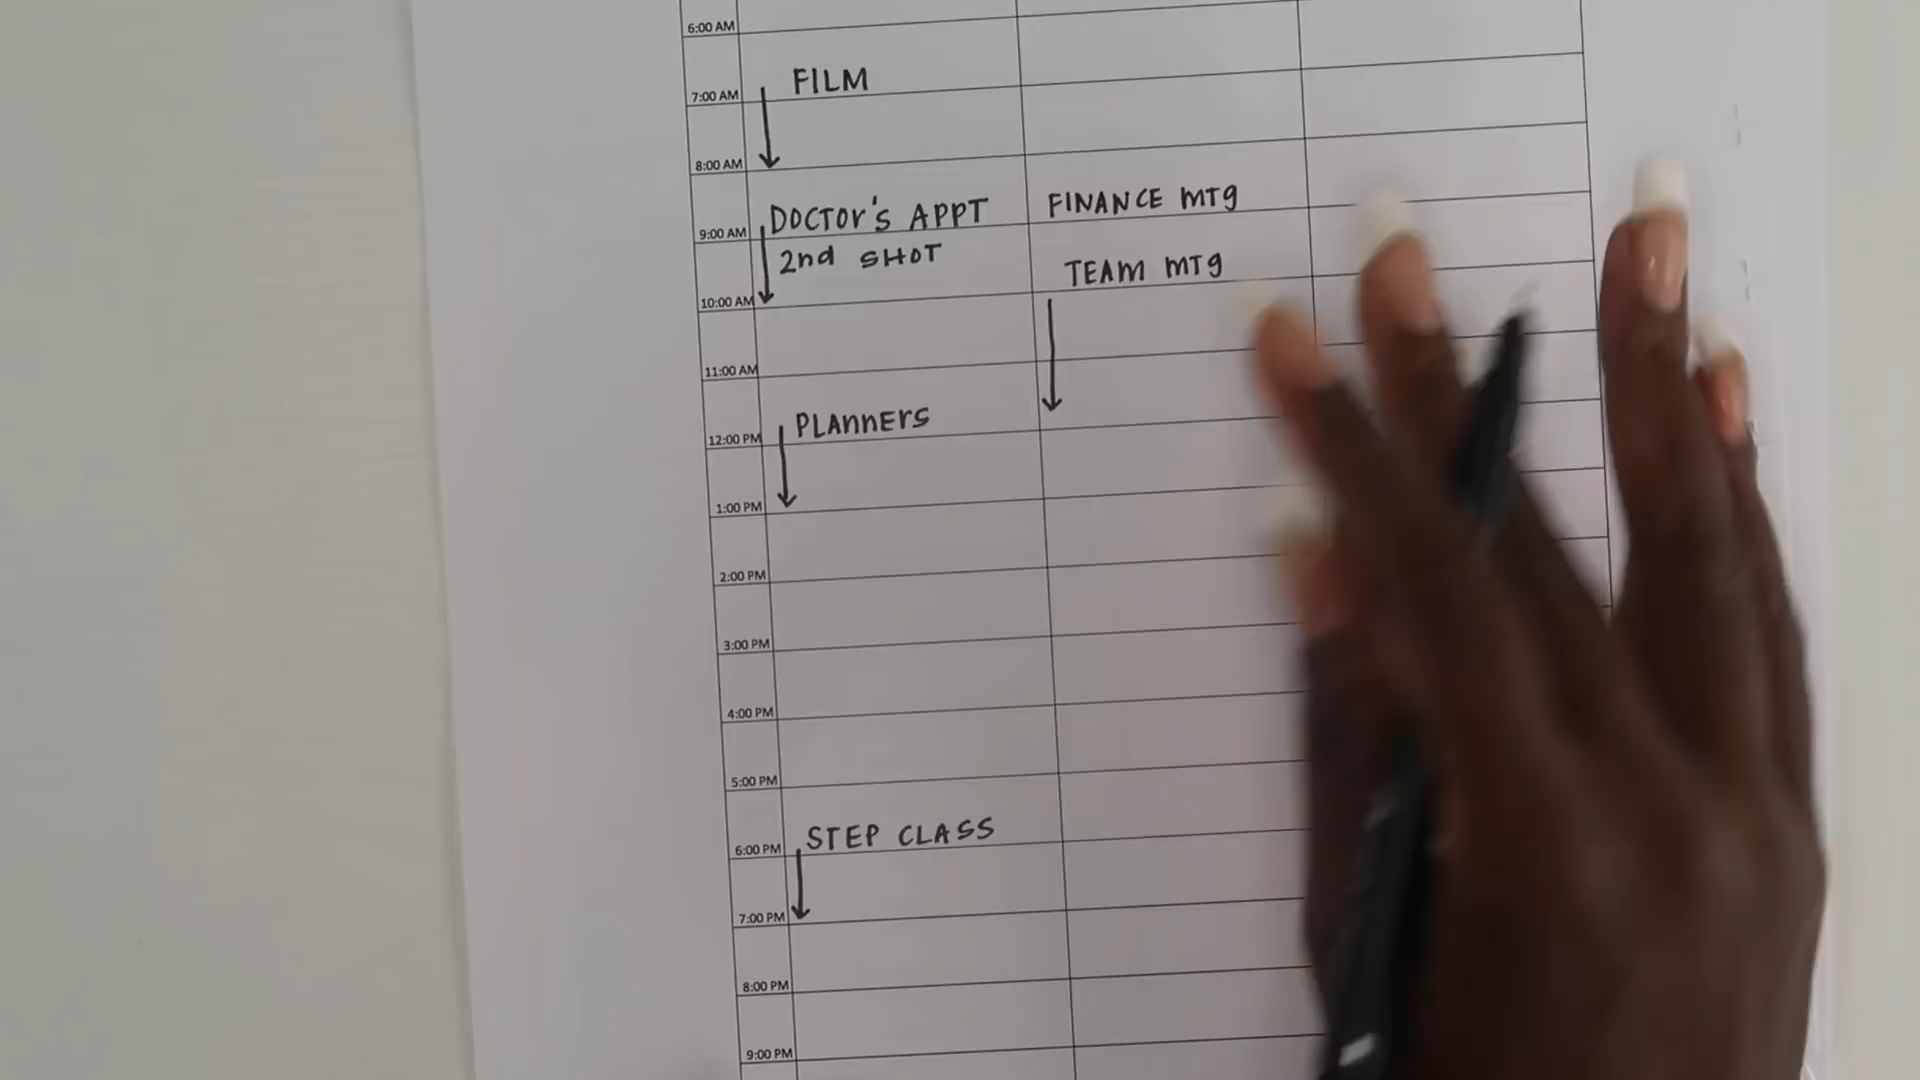 6:00 AM
FILM
7:00 AM
8:00 AM
DOCTOr's APPT
FINANCE mTg
9:00 AM
2nd SHOT
TEAm mTg
10:00 AM
11:00 AM
PLAnnErS
12:00 PM
1:00 PM
2:00 PM
3:00 PM
4:00 PM
5:00 PM
STEP CLASS
6:00 PM
7:00 PM
8:00 PM
9:00 PM